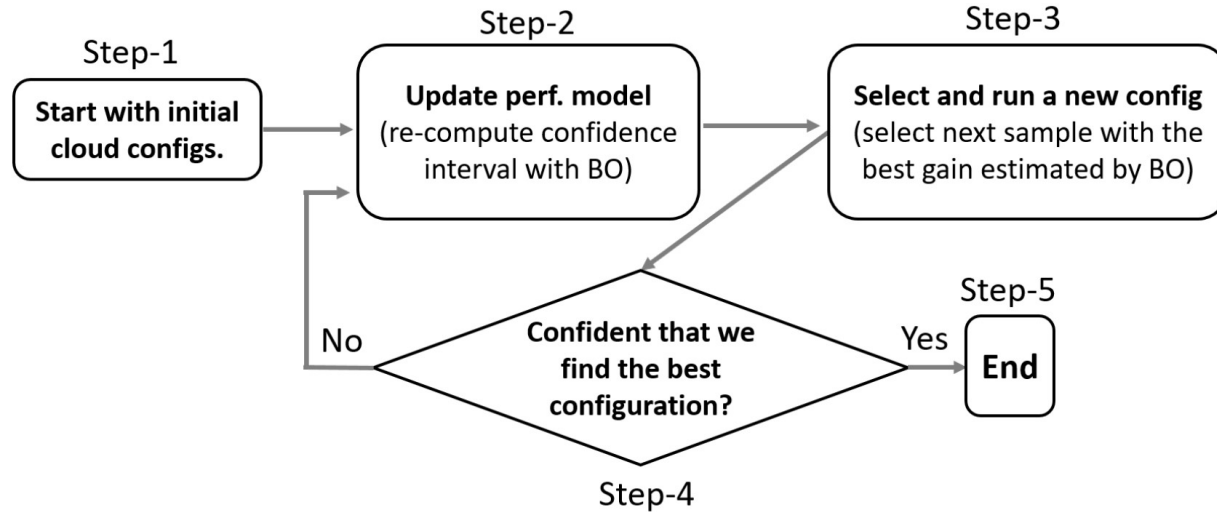 Step-1
Start with initial
cloud configs.
Step-2
Update perf. model
(re-compute confidence
interval with BO)
Step-3
Select and run a new config
(select next sample with the
best gain estimated by BO)
No
Confident that we
find the best
configuration?
Step-4
Yes
Step-5
End